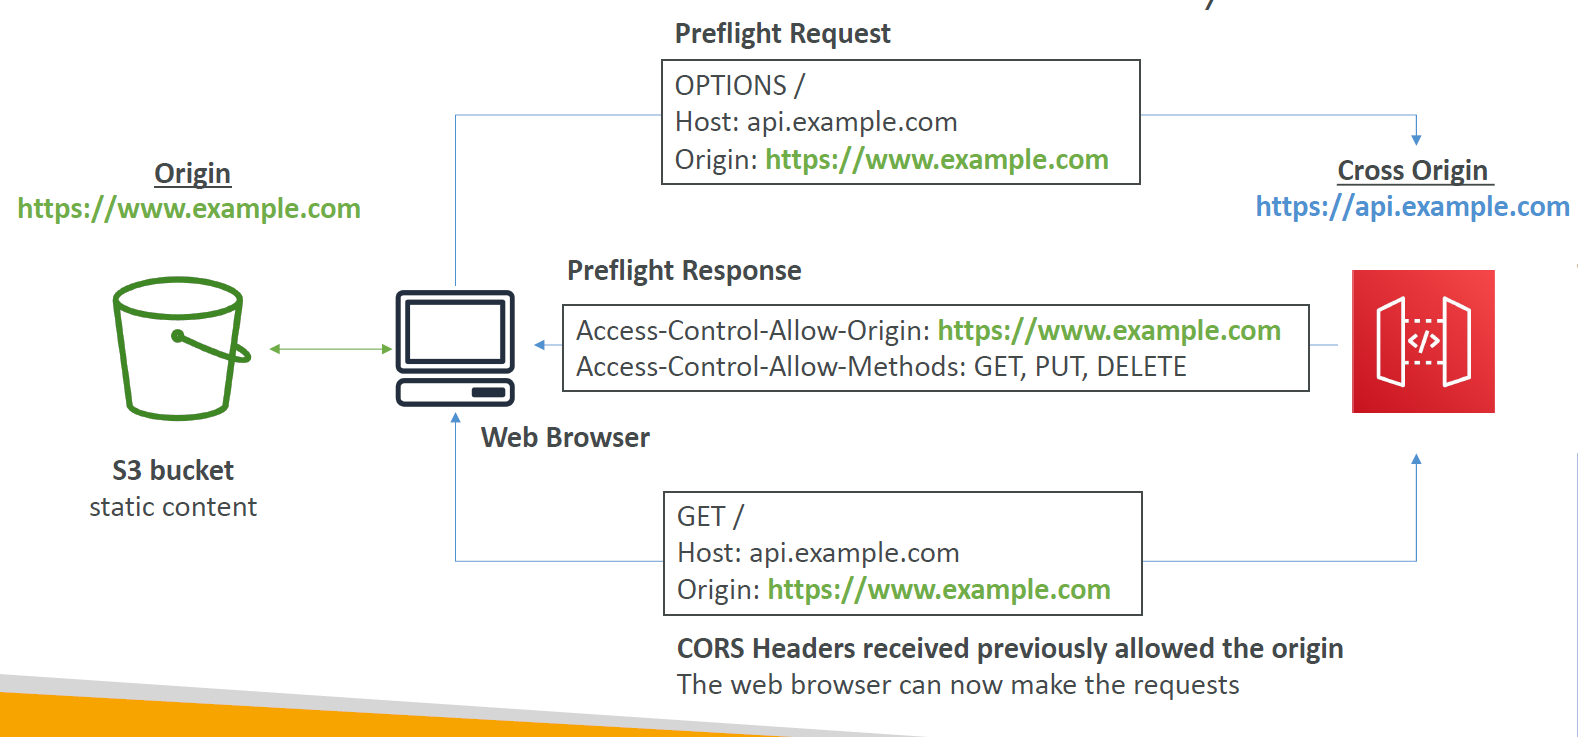 Preflight Request
OPTIONS /
Host: api.example.com
Origin: https://www.example.com
Origin
https://www.example.com
Cross Origin
https://api.example.com
Preflight Response
Access-Control-Allow-Origin: https://www.example.com
Access-Control-Allow-Methods: GET, PUT, DELETE
</>
Web Browser
S3 bucket
static content
GET /
Host: api.example.com
Origin: https://www.example.com
CORS Headers received previously allowed the origin
The web browser can now make the requests